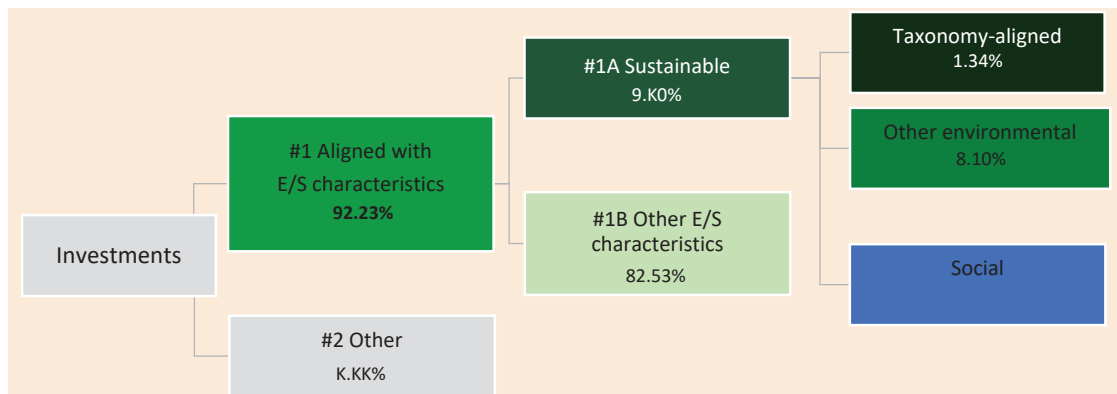 Investments
#1 Aligned with
E/S characteristics
92.23%
#2 Other
K.KK%
#1A Sustainable
9.K0%
#1B Other E/S
characteristics
82.53%
Taxonomy-aligned
1.34%
Other environmental
8.10%
Social